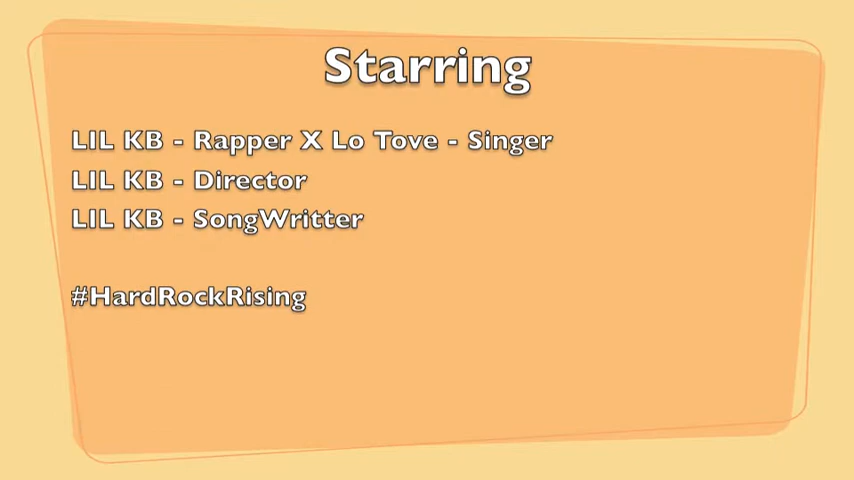 Starring
LIL KB - Rapper X Lo Tove - Singer
LIL KB - Director
LIL KB - SongWritter
#HardRockRising